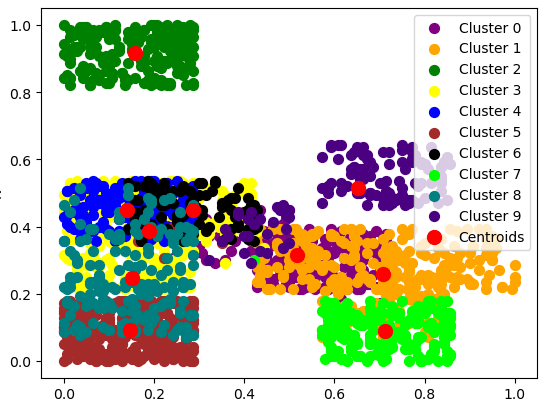 1.0
0.8
0.6
0.4
0.2
0.0
0.0 0.2 0.4 0.6 0.8 1.0
Cluster 0
Cluster 1
Cluster 2
Cluster 3
Cluster 4
Cluster 5
Cluster 6
Cluster 7
Cluster 8
Cluster 9
Centroids